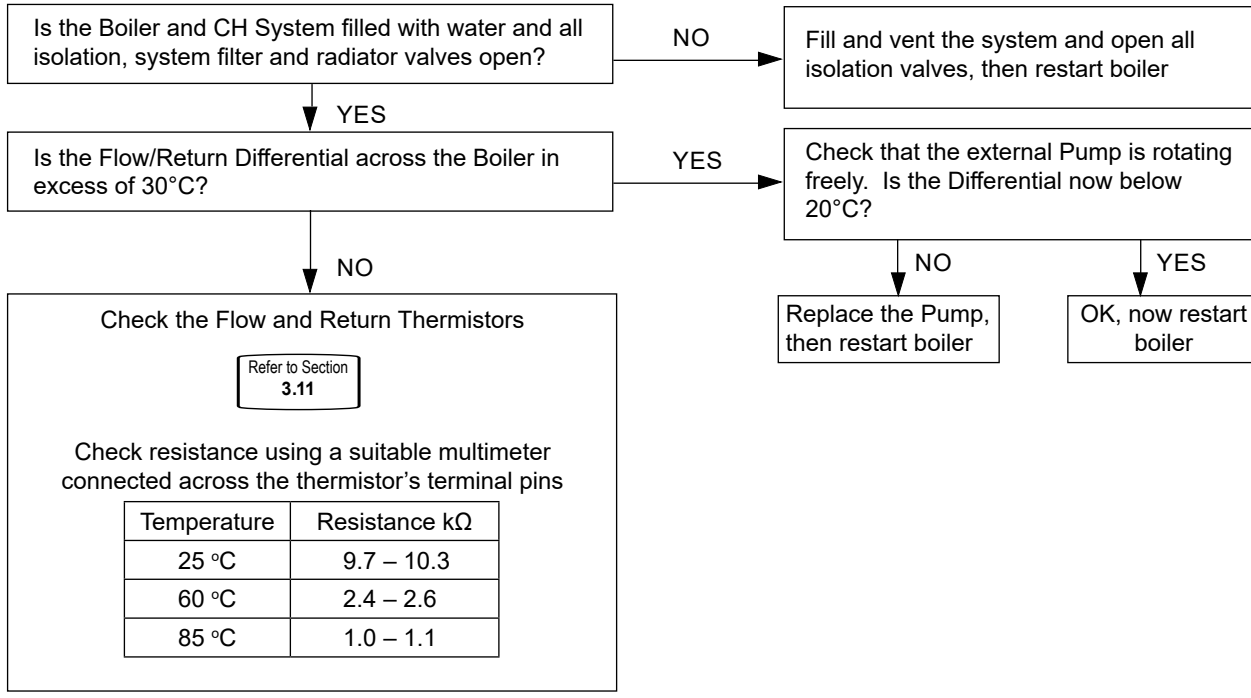 Is the Boiler and CH System filled with water and all
isolation, system filter and radiator valves open?
NO
Fill and vent the system and open all
isolation valves, then restart boiler
YES
Is the Flow/Return Differential across the Boiler in
excess of 30°C?
YES
Check that the external Pump is rotating
freely. Is the Differential now below
20°C?
NO
NO
YES
Replace the Pump,
then restart boiler
OK, now restart
boiler
Check the Flow and Return Thermistors
Refer to Section
3.11
Check resistance using a suitable multimeter
connected across the thermistor's terminal pins
Temperature Resistance kΩ
25 °C 9.7 – 10.3
60 °C 2.4 – 2.6
85 °C 1.0 – 1.1